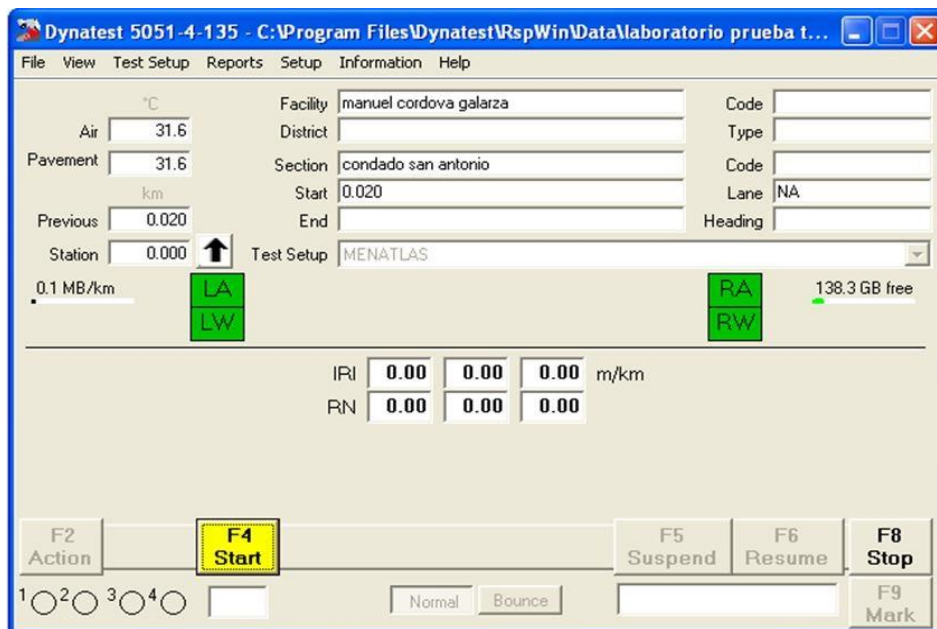 Dynatest 5051-4-135 - C:\Program Files\Dynatest\RspWin\Data\laboratorio prueba t...
File View Test Setup Reports Setup Information Help
°C Facility manuel cordova galarza Code
Air 31.6 District Type
Pavement 31.6 Section condado san antonio Code
km Start 0.020 Lane NA
Previous 0.020 End Heading
Station 0.000 Test Setup MENATLAS
0.1 MB/km LA RA 138.3 GB free
LW RW
IRI 0.00 0.00 0.00 m/km
RN 0.00 0.00 0.00
F2 F4 F5 F6 F8
Action Start Suspend Resume Stop
1 2 3 4 Normal Bounce F9
Mark